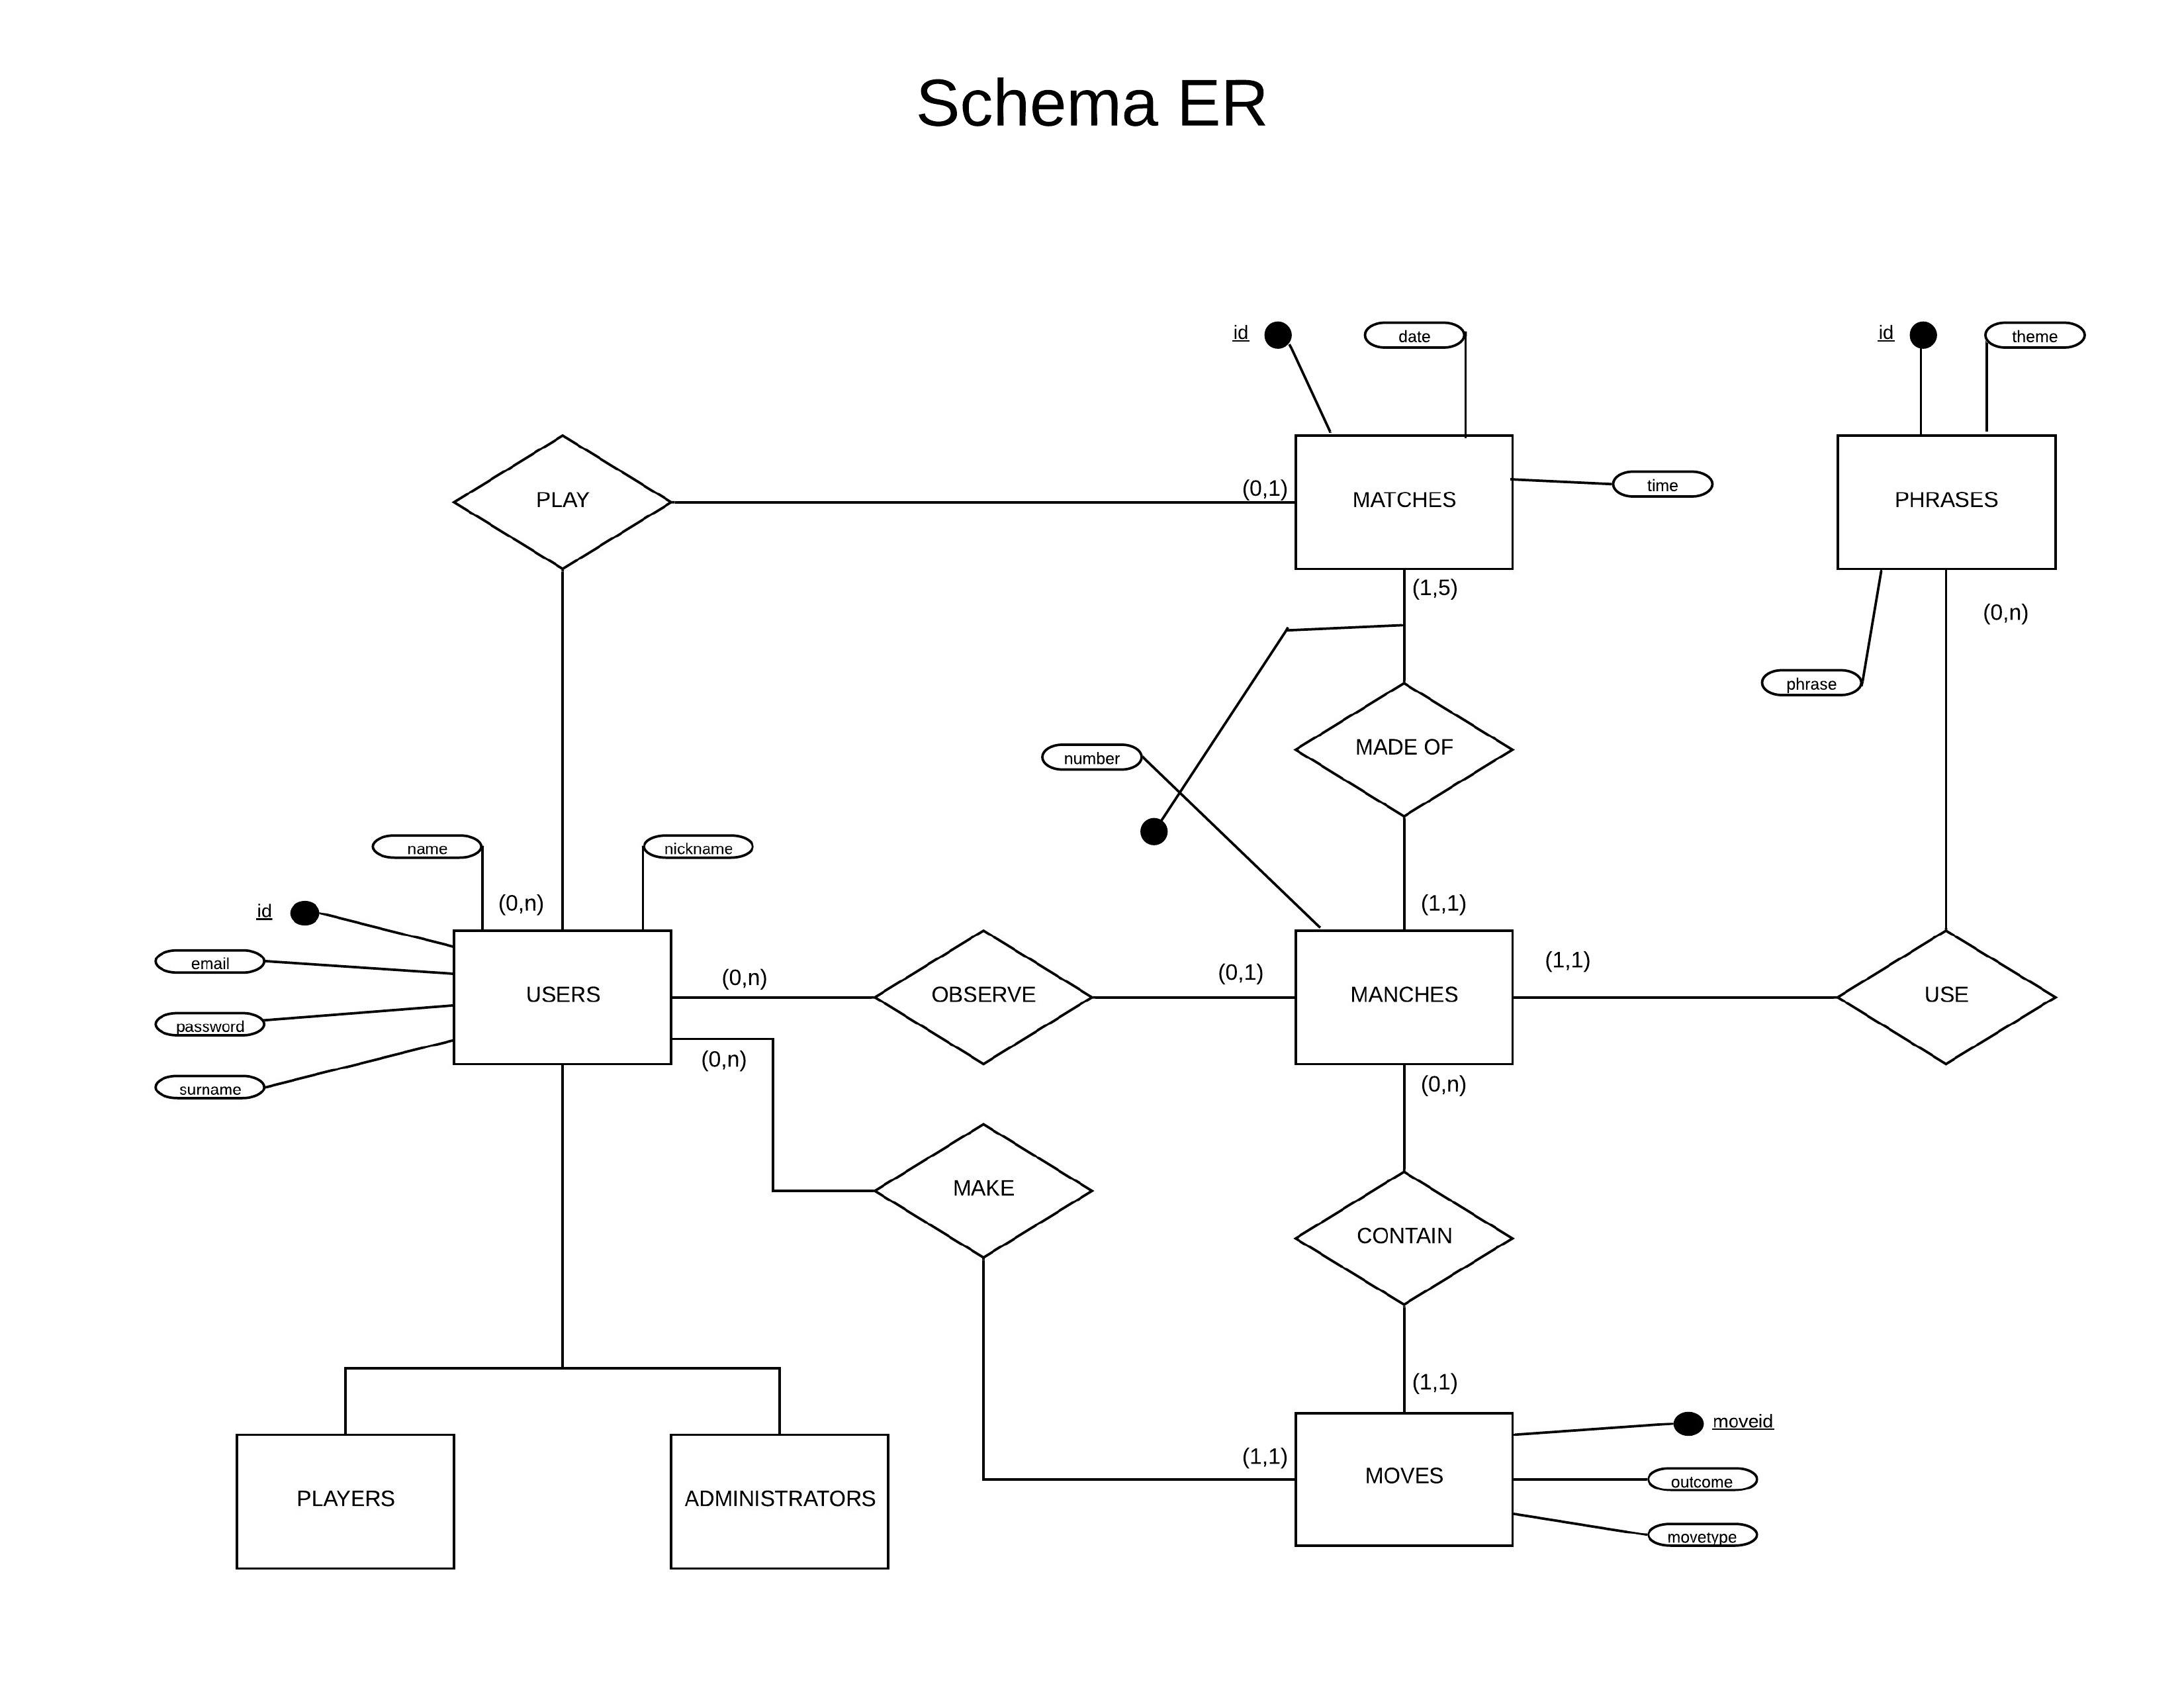 Schema ER
id
date
id
theme
PLAY
(0,1)
MATCHES
time
PHRASES
(1,5)
(0,n)
phrase
number
MADE OF
name
nickname
id
(0,n)
(1,1)
email
USERS
(0,n)
OBSERVE
(0,1)
MANCHES
(1,1)
USE
password
(0,n)
surname
(0,n)
MAKE
CONTAIN
(1,1)
moveid
(1,1)
MOVES
outcome
PLAYERS
ADMINISTRATORS
movetype